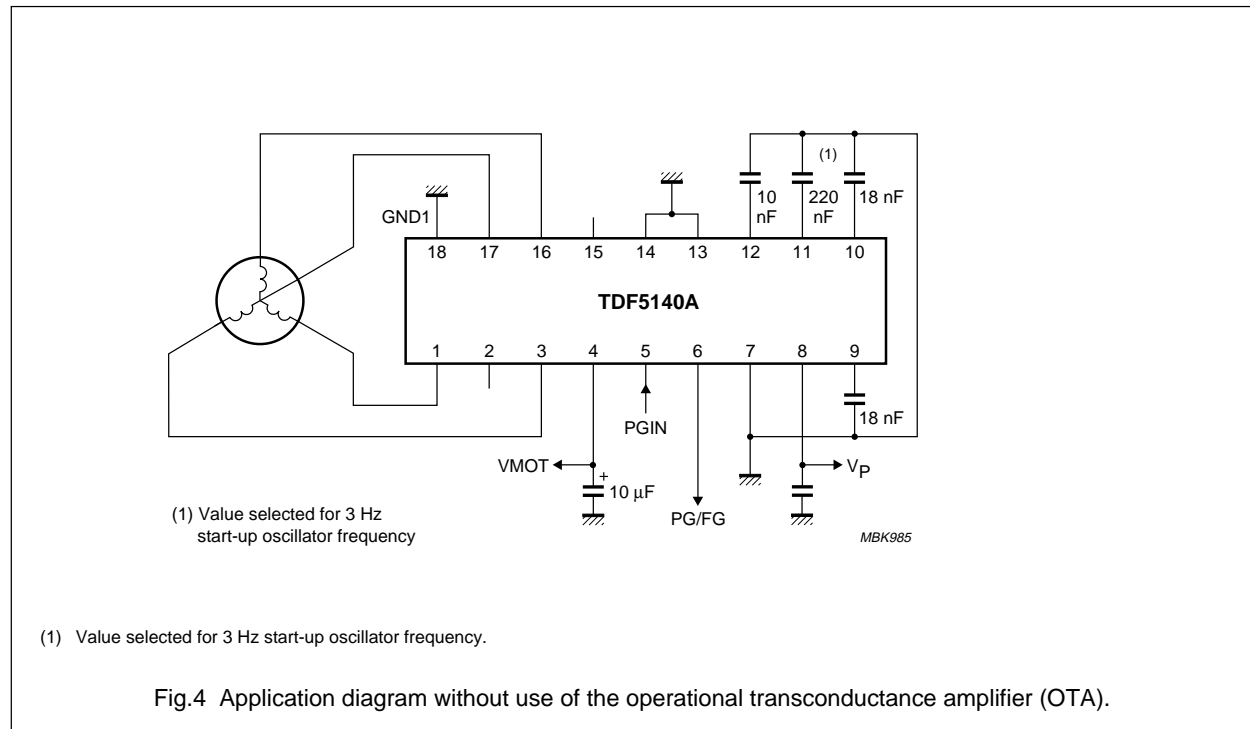 (1)
10
nF
220
nF
18 nF
GND1
18 17 16 15 14 13 12 11 10
TDF5140A
1 2 3 4 5 6 7 8 9
18 nF
PGIN
VMOT
+
10 μF
VP
PG/FG
(1) Value selected for 3 Hz
start-up oscillator frequency
MBK985
(1) Value selected for 3 Hz start-up oscillator frequency.
Fig.4 Application diagram without use of the operational transconductance amplifier (OTA).